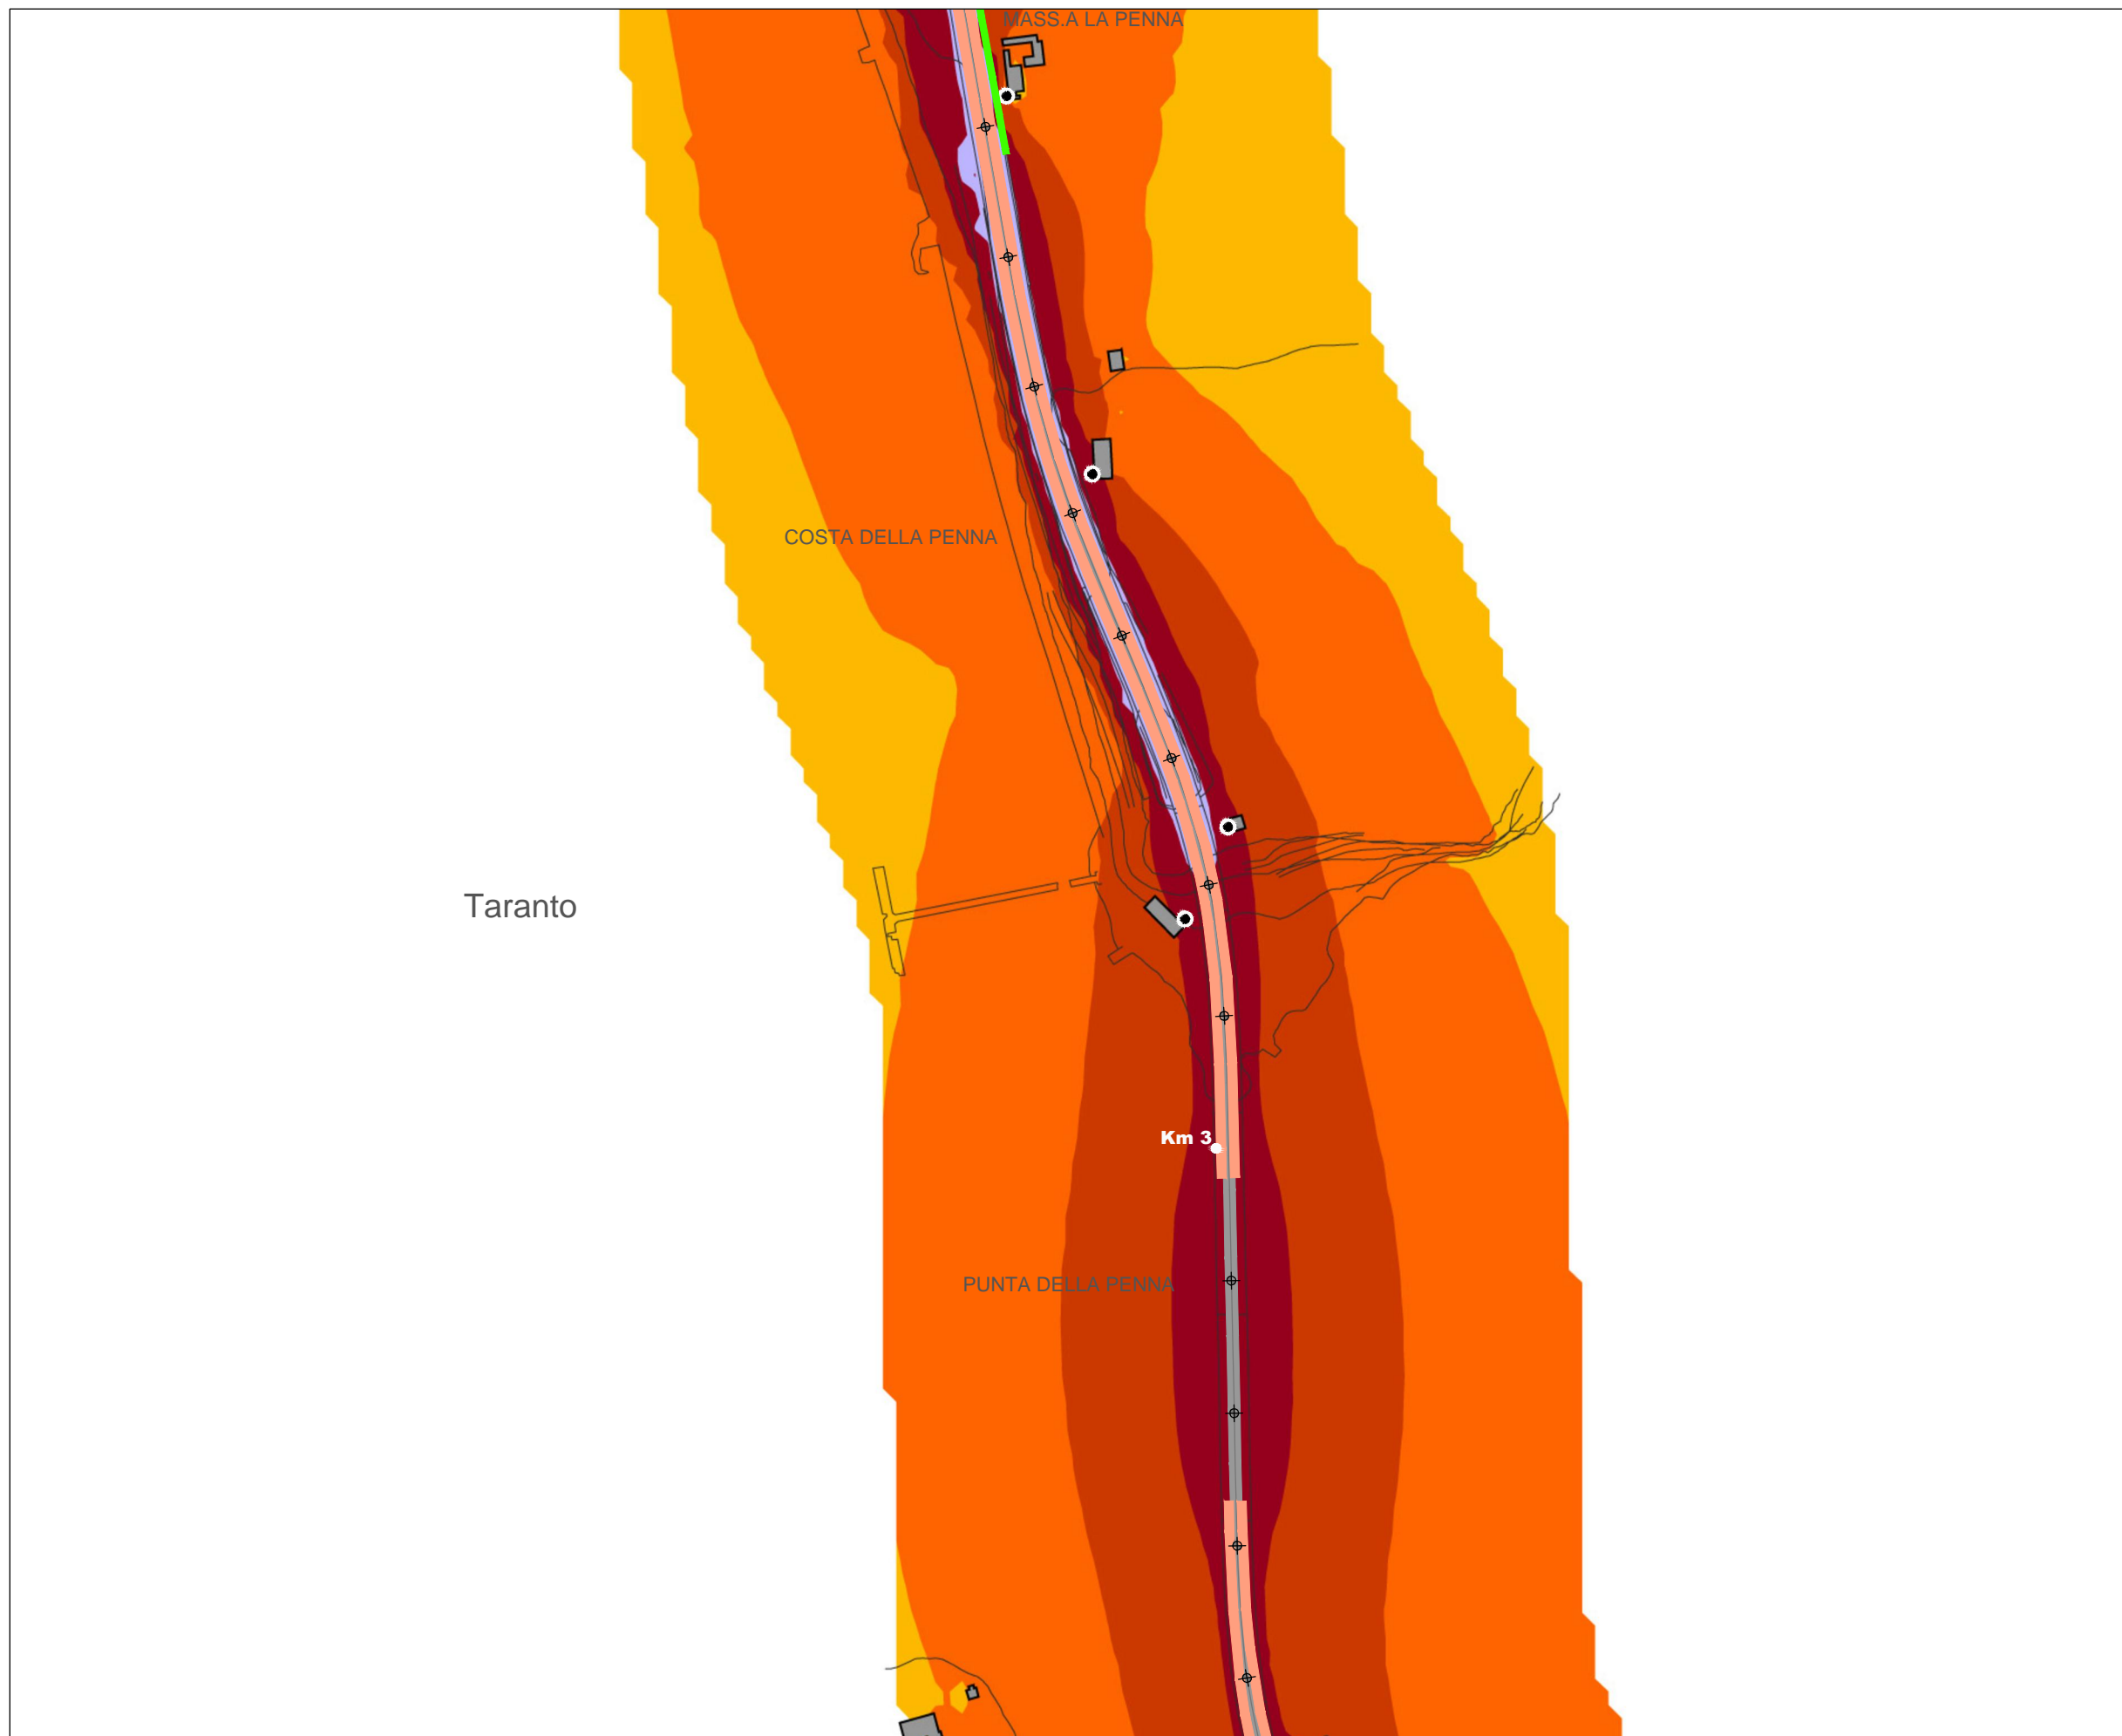 MASS.A LA PENNA
COSTA DELLA PENNA
Taranto
Km 3
PUNTA DELLA PENNA